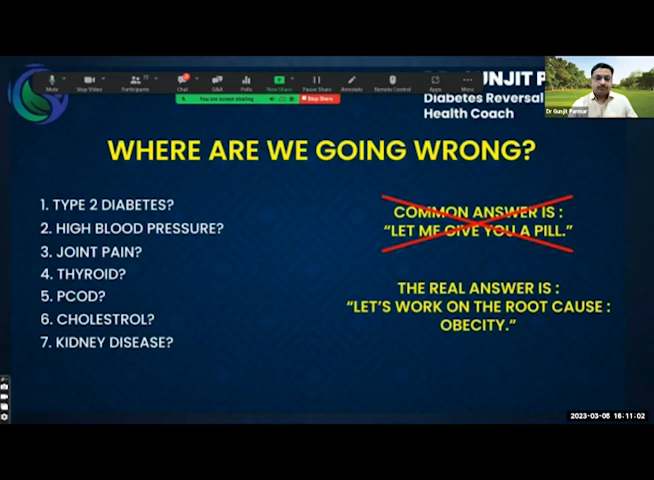 Mute
Stop Video
Participants
Chat
Q&A
Polls
New Share
Pause Share
Annotate
Remote Control
More
You are screen sharing
Stop Share
UNJIT P
Diabetes Reversal
Health Coach
Dr Gunjit Parmar
WHERE ARE WE GOING WRONG?
1. TYPE 2 DIABETES?
2. HIGH BLOOD PRESSURE?
3. JOINT PAIN?
4. THYROID?
5. PCOD?
6. CHOLESTROL?
7. KIDNEY DISEASE?
COMMON ANSWER IS :
“LET ME GIVE YOU A PILL.”
THE REAL ANSWER IS :
“LET’S WORK ON THE ROOT CAUSE :
OBECITY.”
2023-03-05 16:11:02